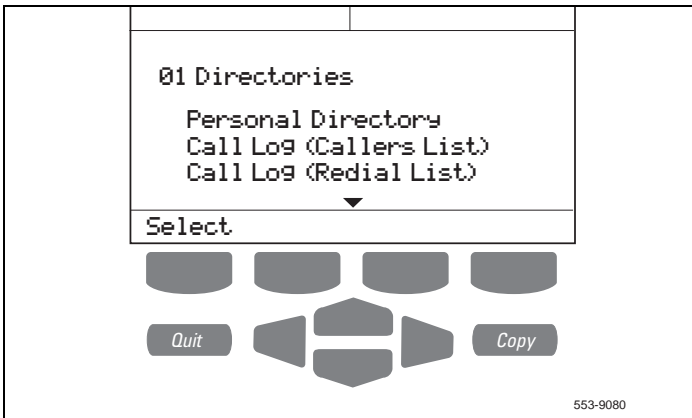 01 Directories
Personal Directory
Call Log (Callers List)
Call Log (Redial List)
Select
Quit
Copy
553-9080